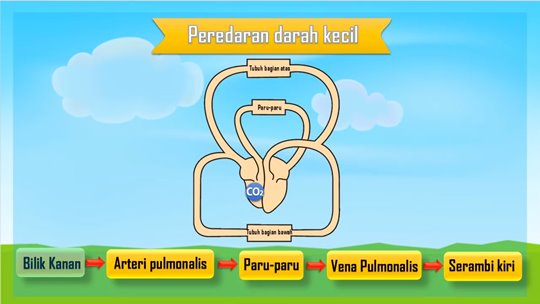 Peredaran darah kecil
Tubuh bagian atas
Paru-paru
CO₂
Tubuh bagian bawah
Bilik Kanan
Arteri pulmonalis
Paru-paru
Vena Pulmonalis
Serambi kiri